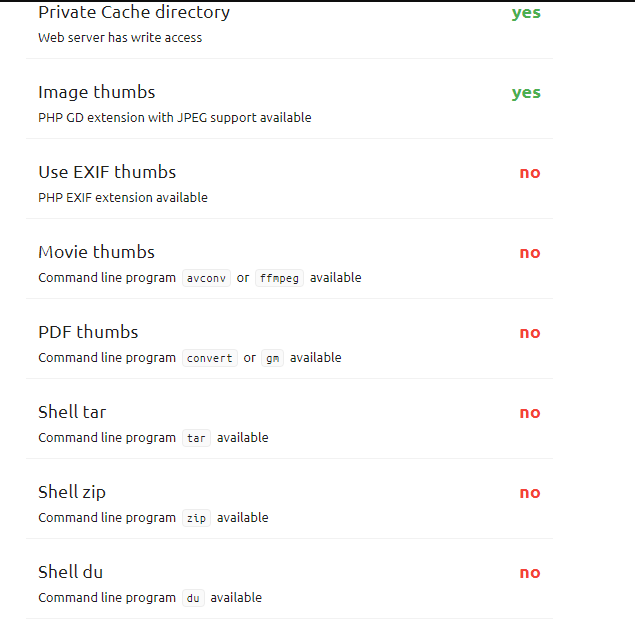 Private Cache directory yes
Web server has write access
Image thumbs yes
PHP GD extension with JPEG support available
Use EXIF thumbs no
PHP EXIF extension available
Movie thumbs no
Command line program avconv or ffmpeg available
PDF thumbs no
Command line program convert or gm available
Shell tar no
Command line program tar available
Shell zip no
Command line program zip available
Shell du no
Command line program du available